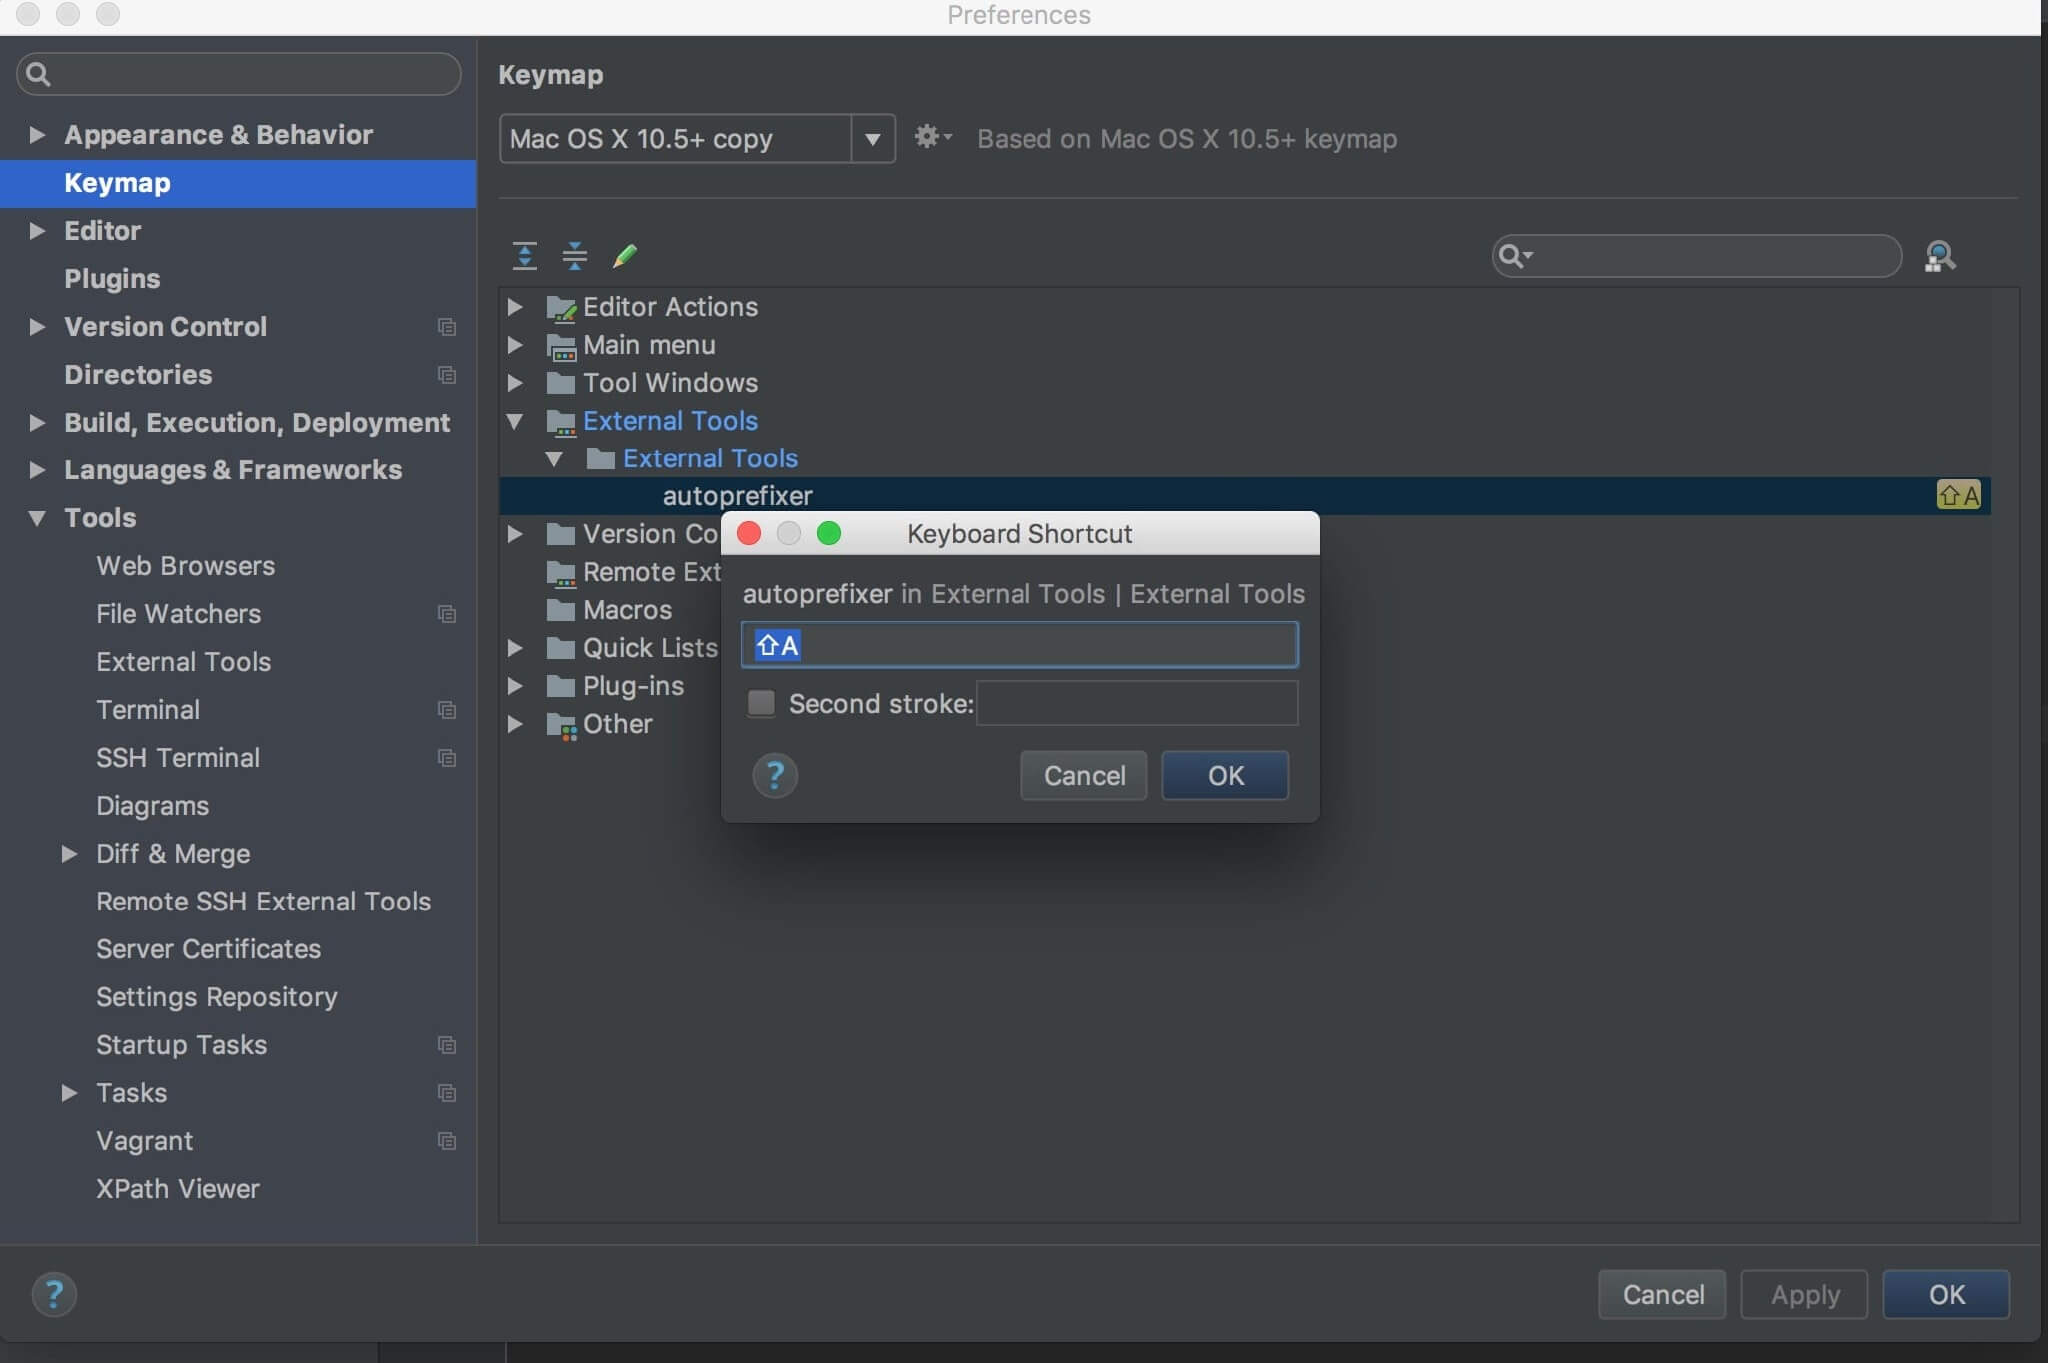 Preferences
Appearance & Behavior
Keymap
Editor
Plugins
Version Control
Directories
Build, Execution, Deployment
Languages & Frameworks
Tools
Web Browsers
File Watchers
External Tools
Terminal
SSH Terminal
Diagrams
Diff & Merge
Remote SSH External Tools
Server Certificates
Settings Repository
Startup Tasks
Tasks
Vagrant
XPath Viewer
Keymap
Mac OS X 10.5+ copy
Based on Mac OS X 10.5+ keymap
Editor Actions
Main menu
Tool Windows
External Tools
External Tools
autoprefixer ⇧A
Version Co
Remote Ext
Macros
Quick Lists
Plug-ins
Other
Keyboard Shortcut
autoprefixer in External Tools | External Tools
⇧A
Second stroke:
? Cancel OK
? Cancel Apply OK